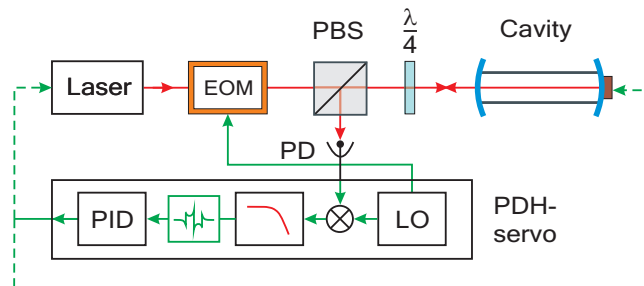 PBS
λ
4
Cavity
Laser
EOM
PD
PID
LO
PDH-
servo